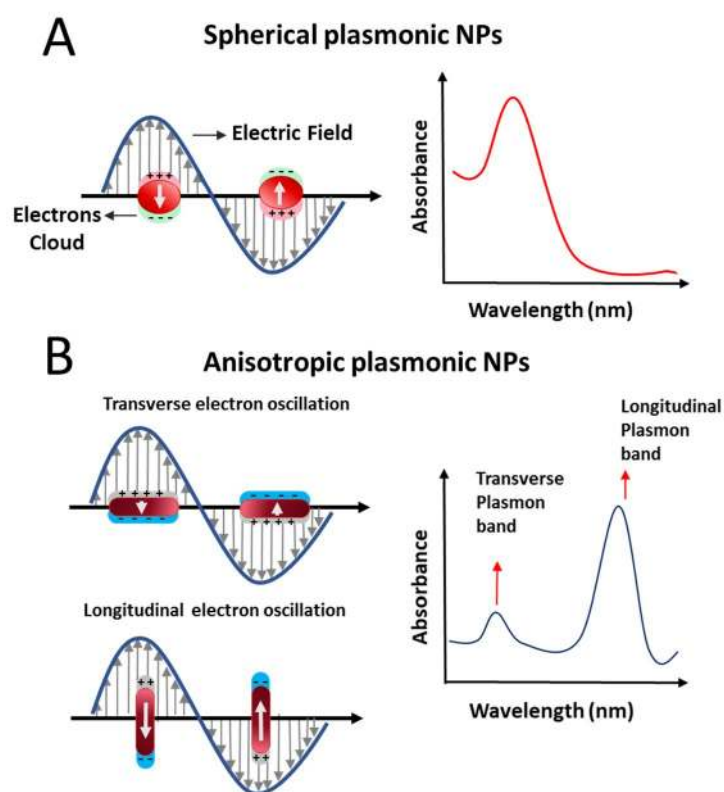 A
Spherical plasmonic NPs
Electric Field
+++
- - -
- - -
+++
Electrons
Cloud
Absorbance
Wavelength (nm)
B
Anisotropic plasmonic NPs
Transverse electron oscillation
+ + + +
- - - - -
- - - - -
+ + + +
Longitudinal electron oscillation
++
- -
- -
++
Longitudinal
Plasmon
band
Transverse
Plasmon
band
Absorbance
Wavelength (nm)